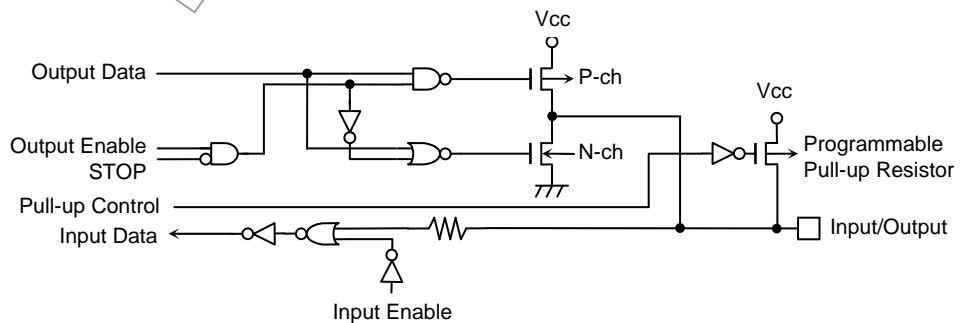 Vcc
Output Data
P-ch
Vcc
Output Enable
STOP
N-ch
Programmable
Pull-up Resistor
Pull-up Control
Input Data
Input/Output
Input Enable